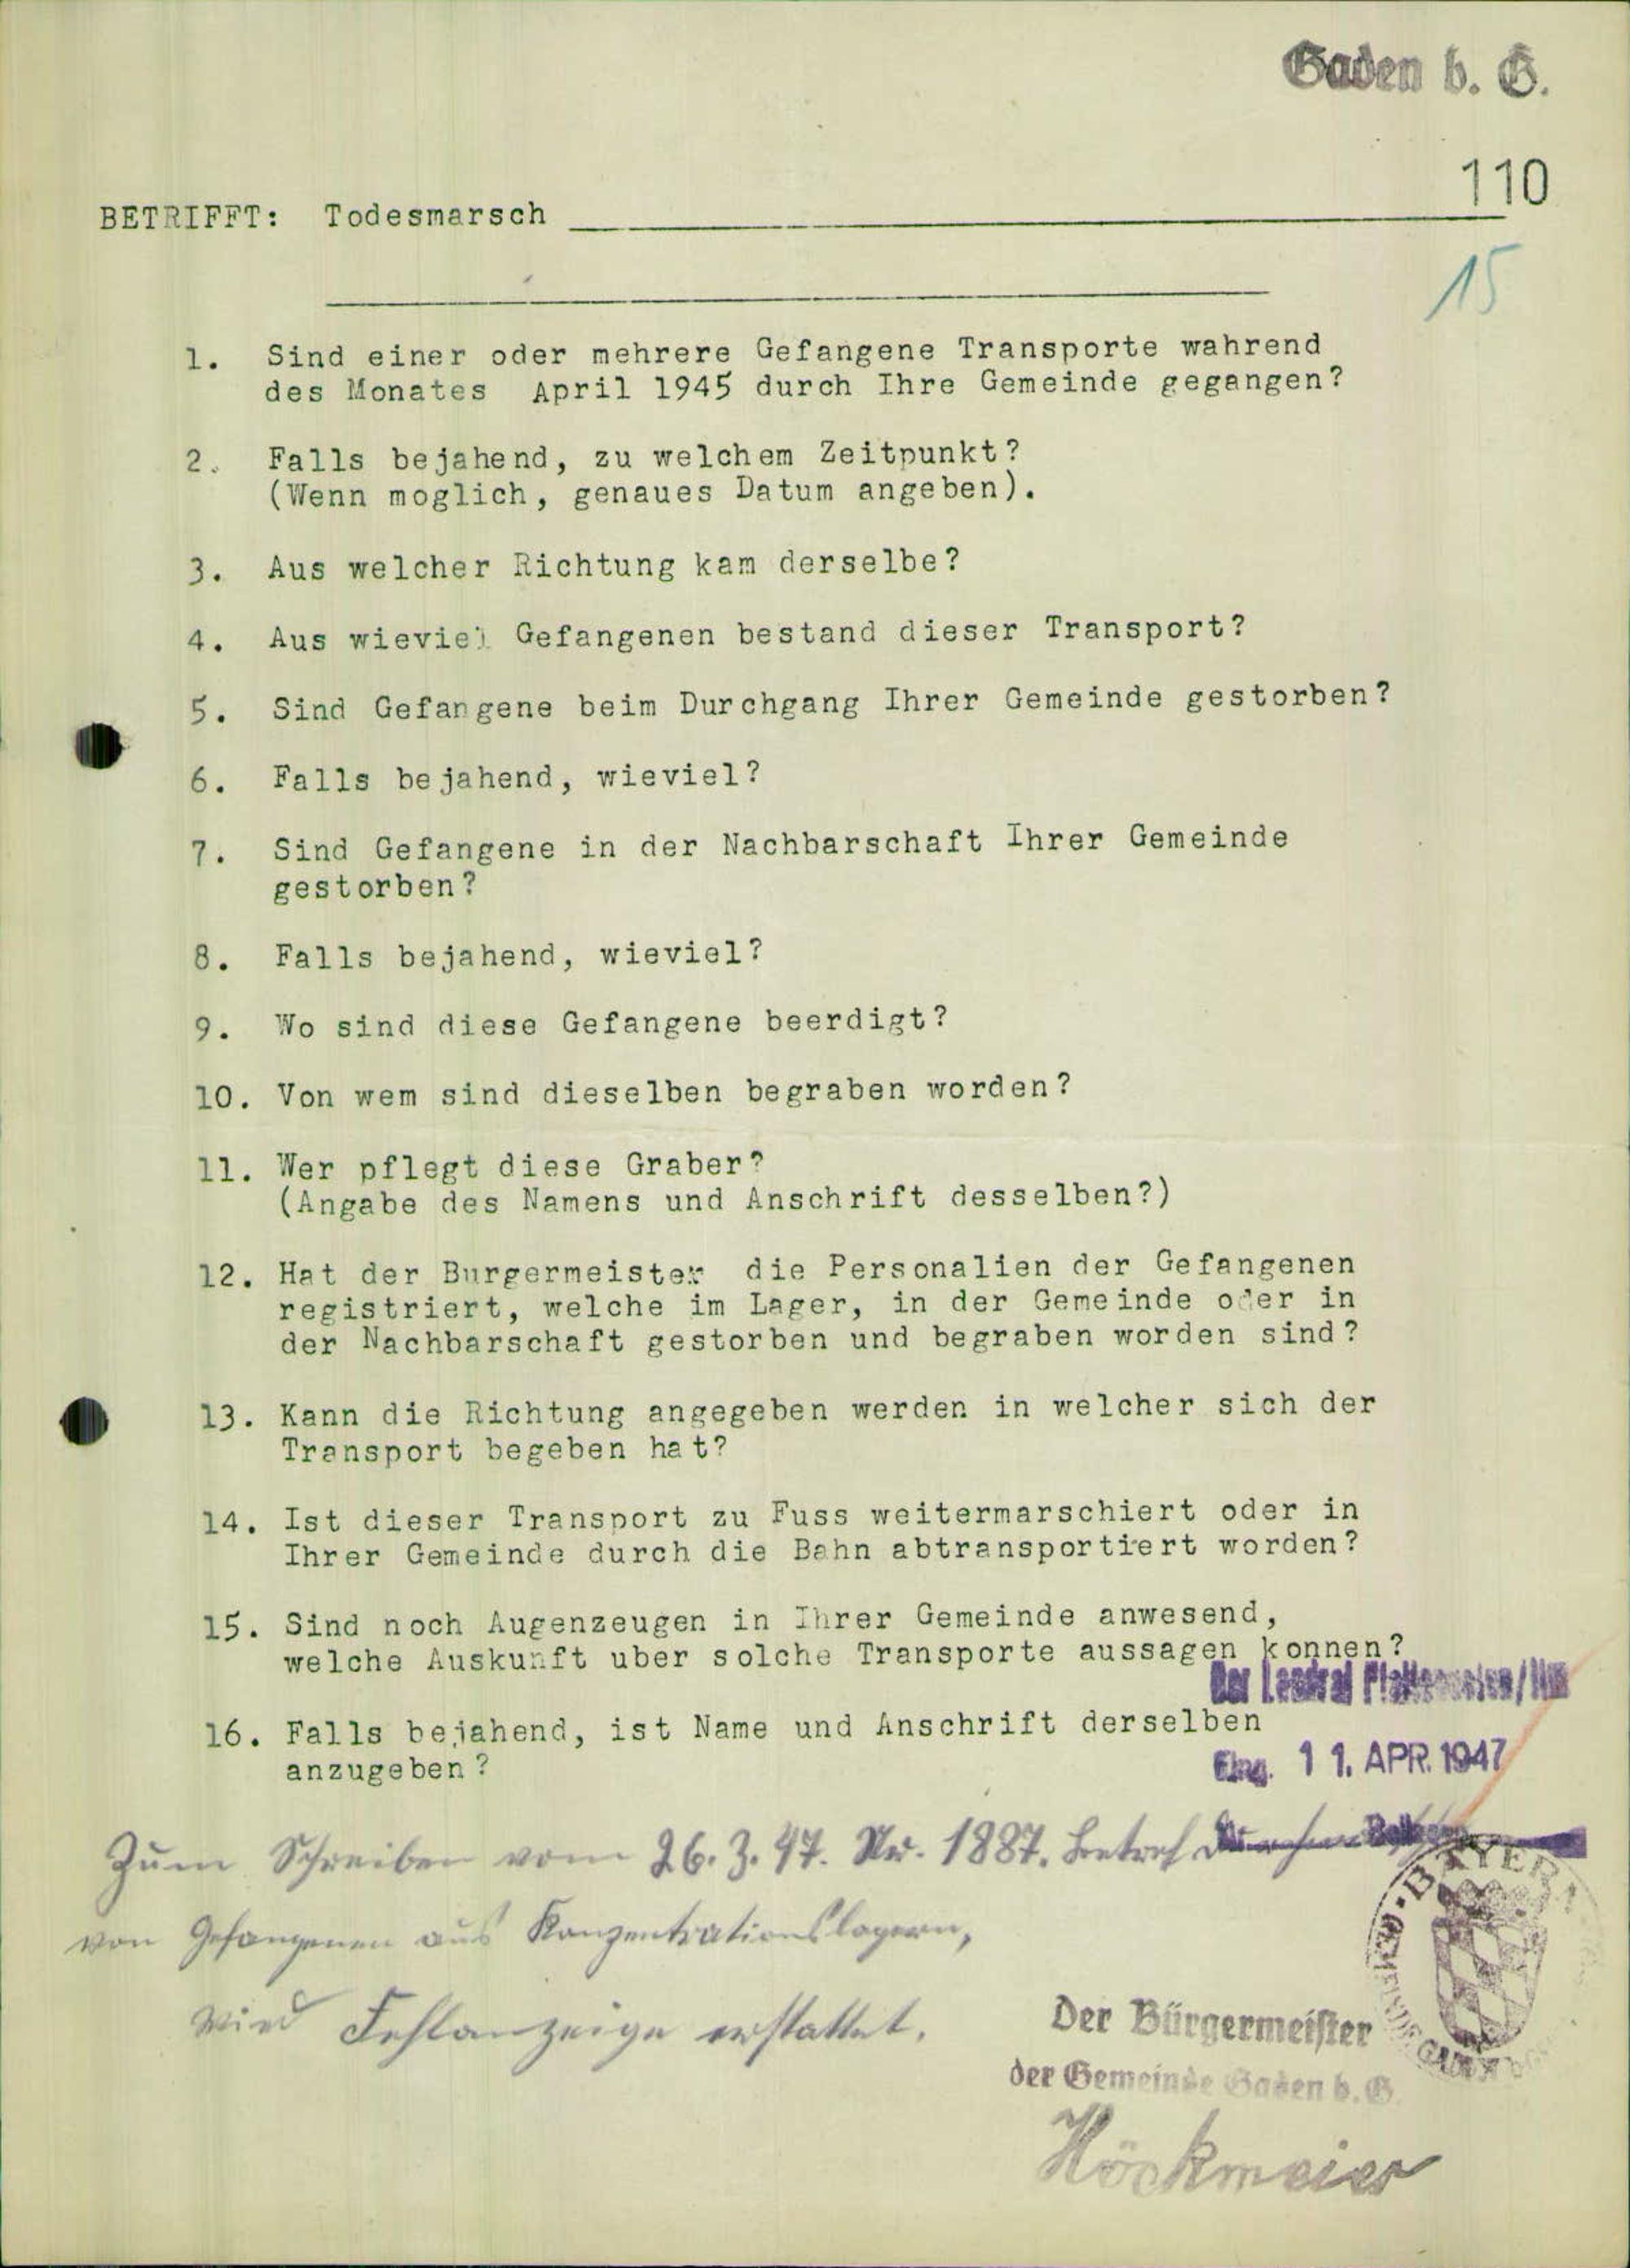 Gaden b. G.
110
BETRIFFT: Todesmarsch
15
1. Sind einer oder mehrere Gefangene Transporte wahrend
des Monates April 1945 durch Ihre Gemeinde gegangen?
2. Falls bejahend, zu welchem Zeitpunkt?
(Wenn moglich, genaues Datum angeben).
3. Aus welcher Richtung kam derselbe?
4. Aus wieviel Gefangenen bestand dieser Transport?
5. Sind Gefangene beim Durchgang Ihrer Gemeinde gestorben?
6. Falls bejahend, wieviel?
7. Sind Gefangene in der Nachbarschaft Ihrer Gemeinde
gestorben?
8. Falls bejahend, wieviel?
9. Wo sind diese Gefangene beerdigt?
10. Von wem sind dieselben begraben worden?
11. Wer pflegt diese Graber?
(Angabe des Namens und Anschrift desselben?)
12. Hat der Burgermeister die Personalien der Gefangenen
registriert, welche im Lager, in der Gemeinde oder in
der Nachbarschaft gestorben und begraben worden sind?
13. Kann die Richtung angegeben werden in welcher sich der
Transport begeben hat?
14. Ist dieser Transport zu Fuss weitermarschiert oder in
Ihrer Gemeinde durch die Bahn abtransportiert worden?
15. Sind noch Augenzeugen in Ihrer Gemeinde anwesend,
welche Auskunft uber solche Transporte aussagen konnen?
Der Landrat Pfaffenhofen/Ilm
16. Falls bejahend, ist Name und Anschrift derselben
anzugeben?
Eing. 11. APR. 1947
Zum Schreiben vom 26.3.47. Nr. 1887. Betref
von Gefangenen aus Konzentrationslagern,
wird Fehlanzeige erstattet.
BAYERN
GEMEINDE GADEN
Der Bürgermeister
der Gemeinde Gaden b. G
Höckmeier